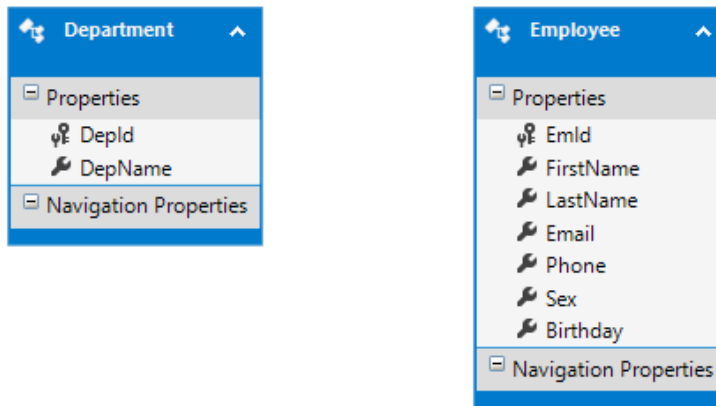 Department
Properties
DepId
DepName
Navigation Properties
Employee
Properties
EmId
FirstName
LastName
Email
Phone
Sex
Birthday
Navigation Properties